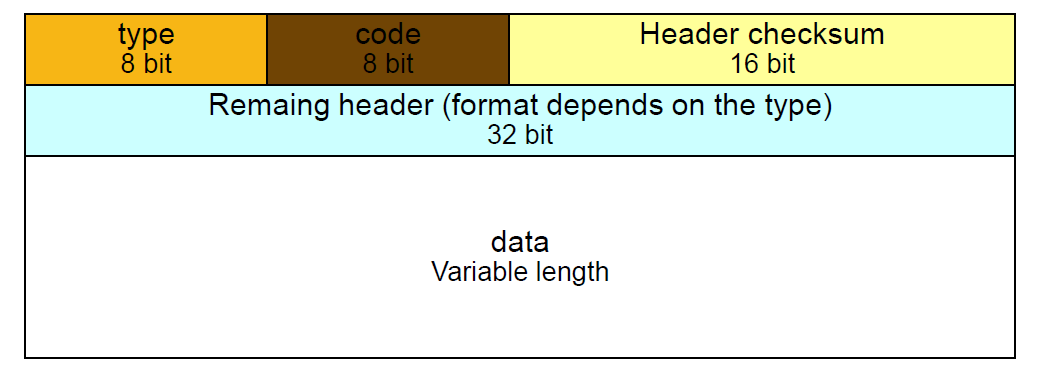 type
8 bit
code
8 bit
Header checksum
16 bit
Remaing header (format depends on the type)
32 bit
data
Variable length